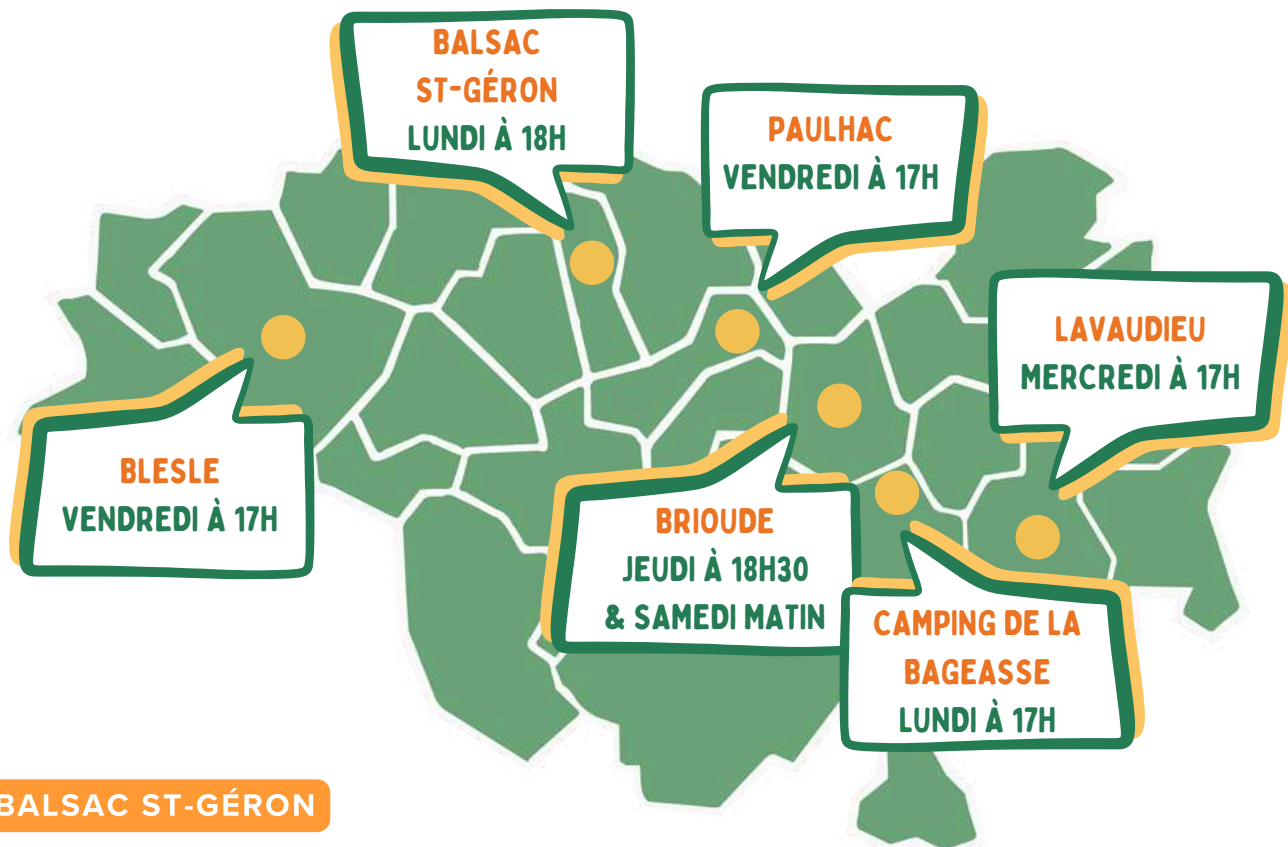 BALSAC
ST-GÉRON
LUNDI À 18H
PAULHAC
VENDREDI À 17H
LAVAUDIEU
MERCREDI À 17H
BLESLE
VENDREDI À 17H
BRIOUDE
JEUDI À 18H30
& SAMEDI MATIN
CAMPING DE LA
BAGEASSE
LUNDI À 17H
BALSAC ST-GÉRON